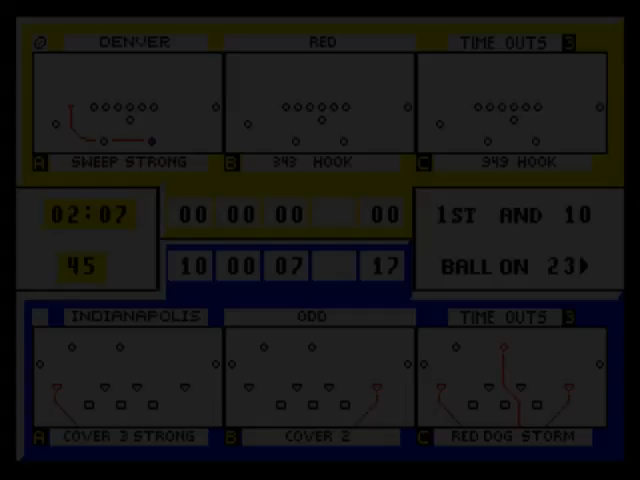 DENVER RED TIME OUTS 3
A SWEEP STRONG B 343 HOOK C 349 HOOK
02:07 00 00 00 00 1ST AND 10
45 10 00 07 17 BALL ON 23
INDIANAPOLIS ODD TIME OUTS 3
A COVER 3 STRONG B COVER 2 C RED DOG STORM